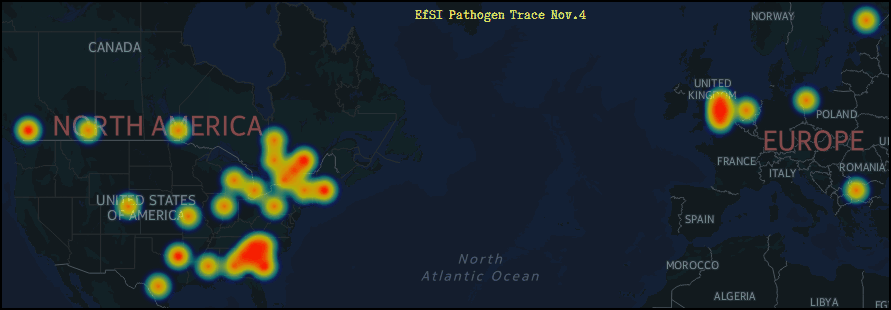 EfSI Pathogen Trace Nov.4
NORWAY
CANADA
UNITED
KINGDOM
NORTH AMERICA
POLAND
EUROPE
FRANCE
ROMANIA
ITALY
UNITED STATES
OF AMERICA
SPAIN
North
Atlantic Ocean
MOROCCO
ALGERIA
LIBYA